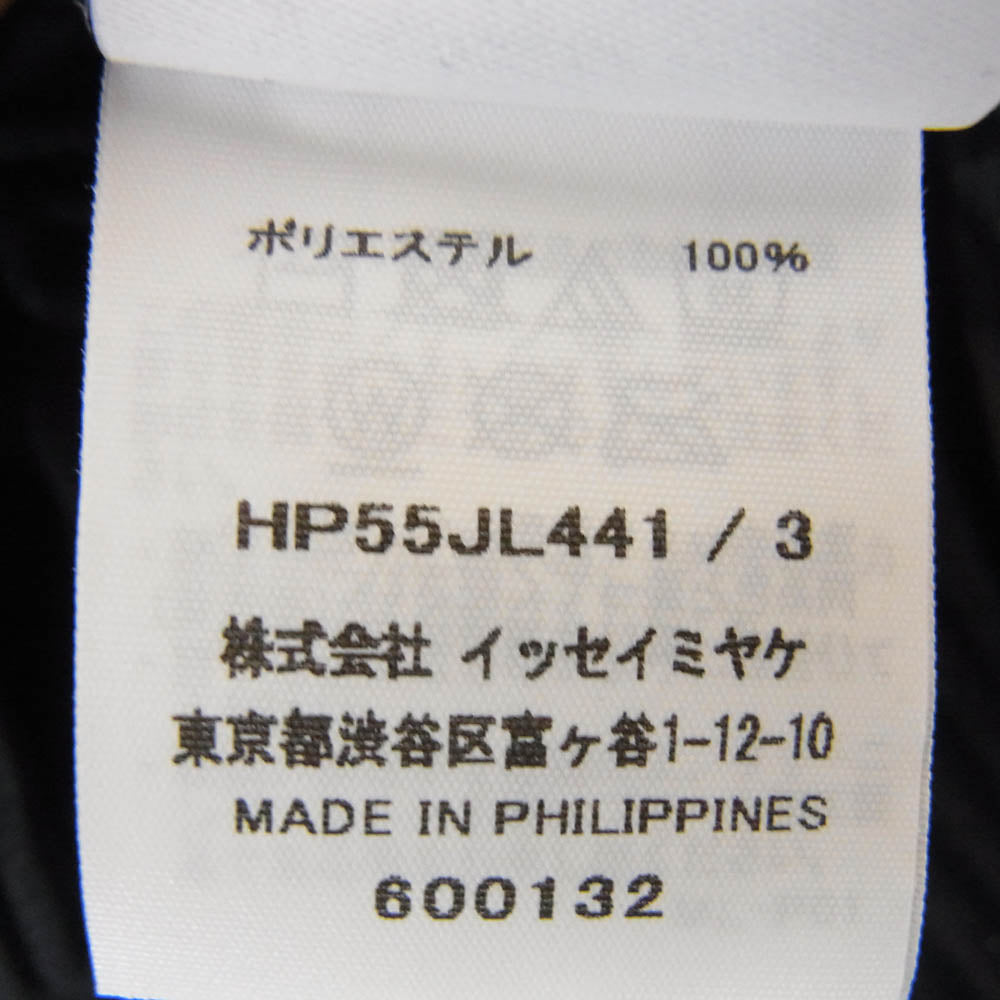 ポリエステル 100%
HP55JL441 / 3
株式会社 イッセイミヤケ
東京都渋谷区富ヶ谷1-12-10
MADE IN PHILIPPINES
600132